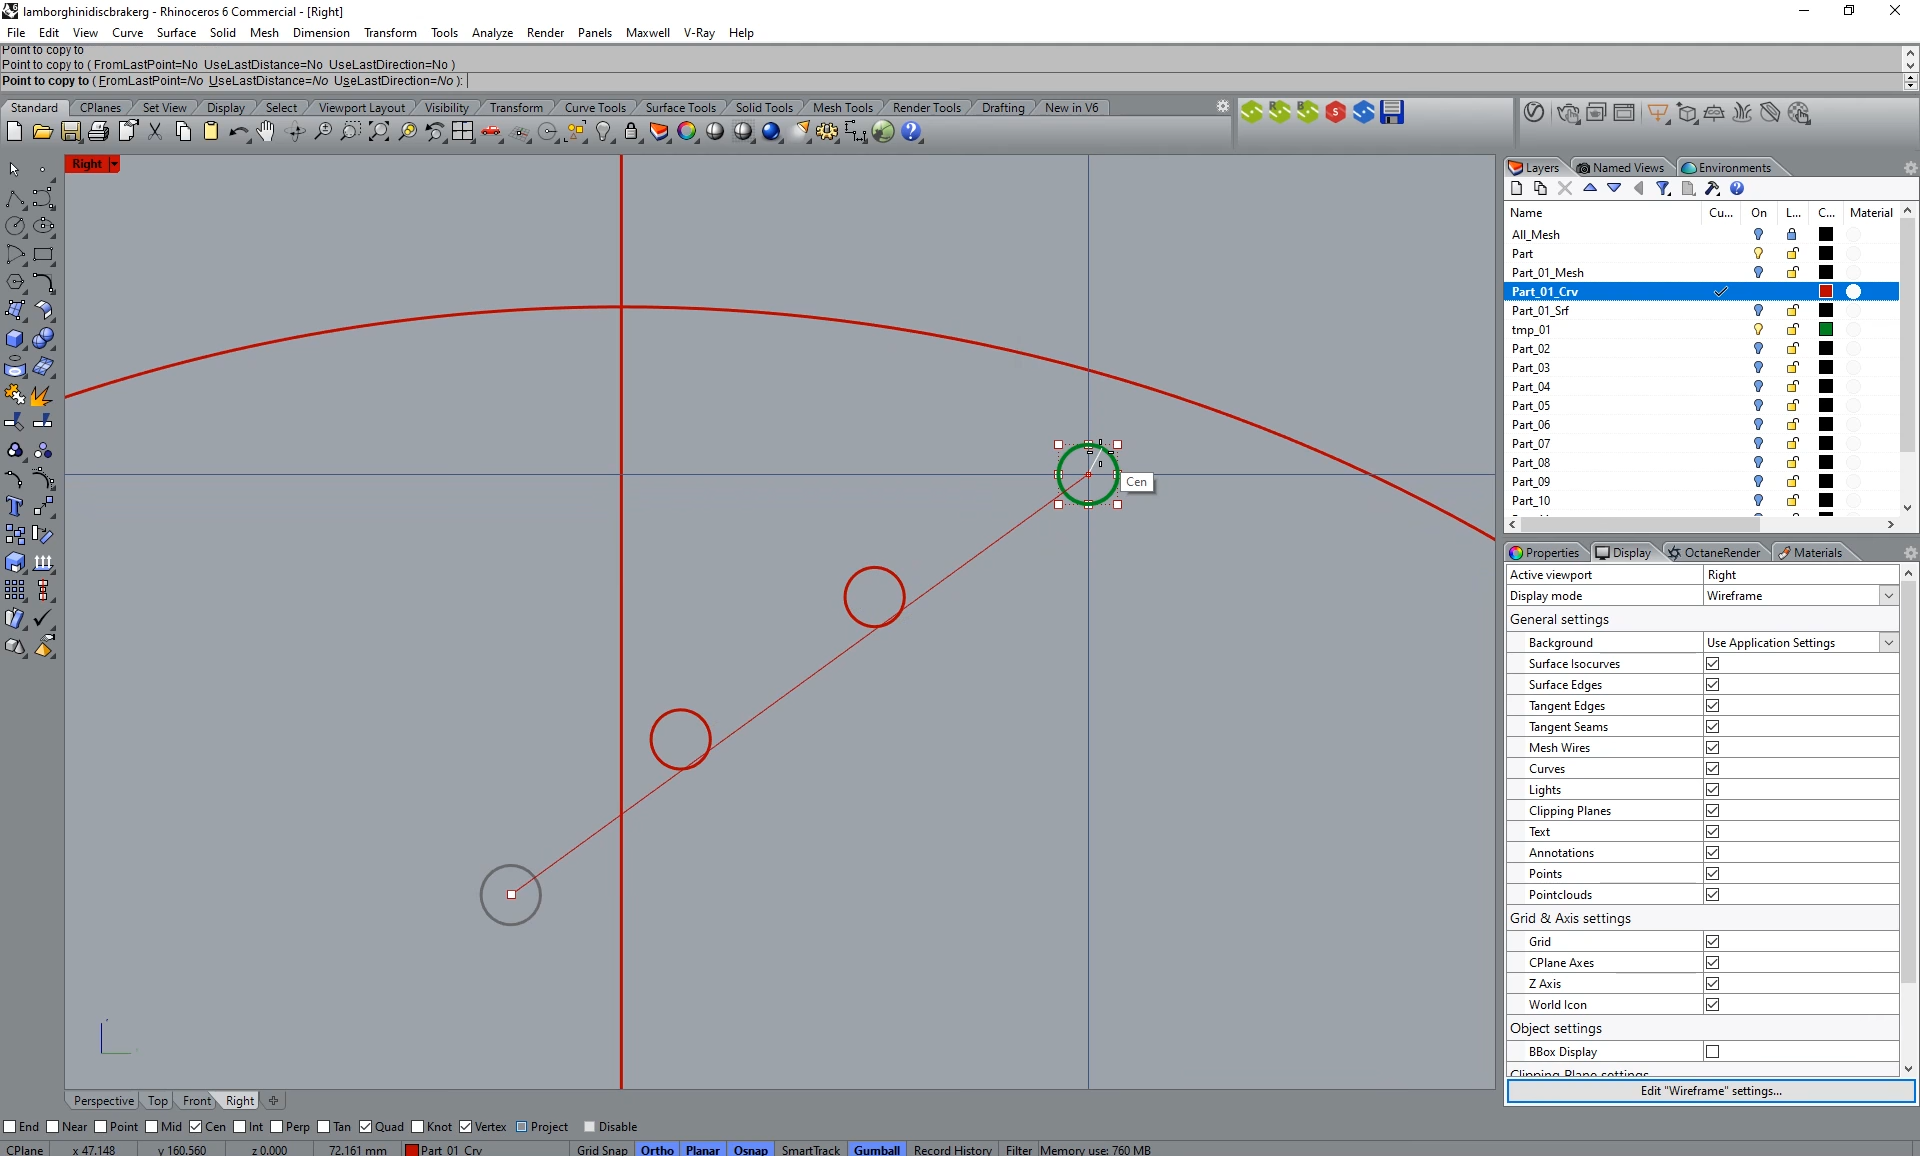 lamborghinidiscbrakerg - Rhinoceros 6 Commercial - [Right]
File Edit View Curve Surface Solid Mesh Dimension Transform Tools Analyze Render Panels Maxwell V-Ray Help
Point to copy to
Point to copy to ( FromLastPoint=No UseLastDistance=No UseLastDirection=No )
Point to copy to ( FromLastPoint=No UseLastDistance=No UseLastDirection=No ):
Standard CPlanes Set View Display Select Viewport Layout Visibility Transform Curve Tools Surface Tools Solid Tools Mesh Tools Render Tools Drafting New in V6
Right
Layers Named Views Environments
Name Cu... On L... C... Material
All_Mesh
Part
Part_01_Mesh
Part_01_Crv
Part_01_Srf
tmp_01
Part_02
Part_03
Part_04
Part_05
Part_06
Part_07
Part_08
Part_09
Part_10
Cen
Properties Display OctaneRender Materials
Active viewport Right
Display mode Wireframe
General settings
Background Use Application Settings
Surface Isocurves
Surface Edges
Tangent Edges
Tangent Seams
Mesh Wires
Curves
Lights
Clipping Planes
Text
Annotations
Points
Pointclouds
Grid & Axis settings
Grid
CPlane Axes
Z Axis
World Icon
Object settings
BBox Display
Clipping Plane settings
Edit "Wireframe" settings...
Perspective Top Front Right
End Near Point Mid Cen Int Perp Tan Quad Knot Vertex Project Disable
CPlane x 47.148 y 160.560 z 0.000 72.161 mm Part_01_Crv Grid Snap Ortho Planar Osnap SmartTrack Gumball Record History Filter Memory use: 760 MB